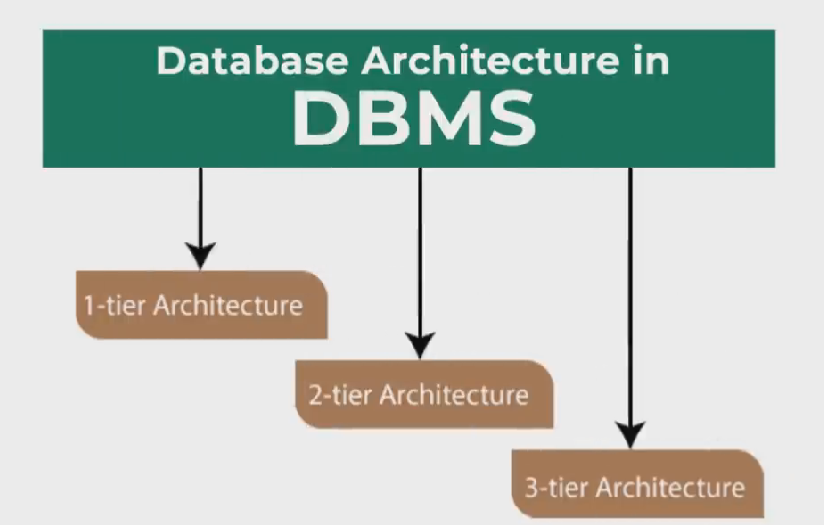 Database Architecture in
DBMS
1-tier Architecture
2-tier Architecture
3-tier Architecture